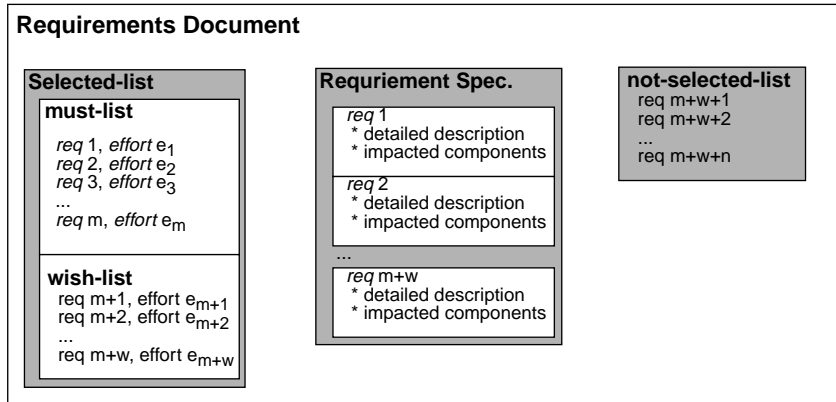 Requirements Document
Selected-list
must-list
req 1, effort e1
req 2, effort e2
req 3, effort e3
...
req m, effort em
wish-list
req m+1, effort em+1
req m+2, effort em+2
...
req m+w, effort em+w
Requriement Spec.
req 1
* detailed description
* impacted components
req 2
* detailed description
* impacted components
...
req m+w
* detailed description
* impacted components
not-selected-list
req m+w+1
req m+w+2
...
req m+w+n